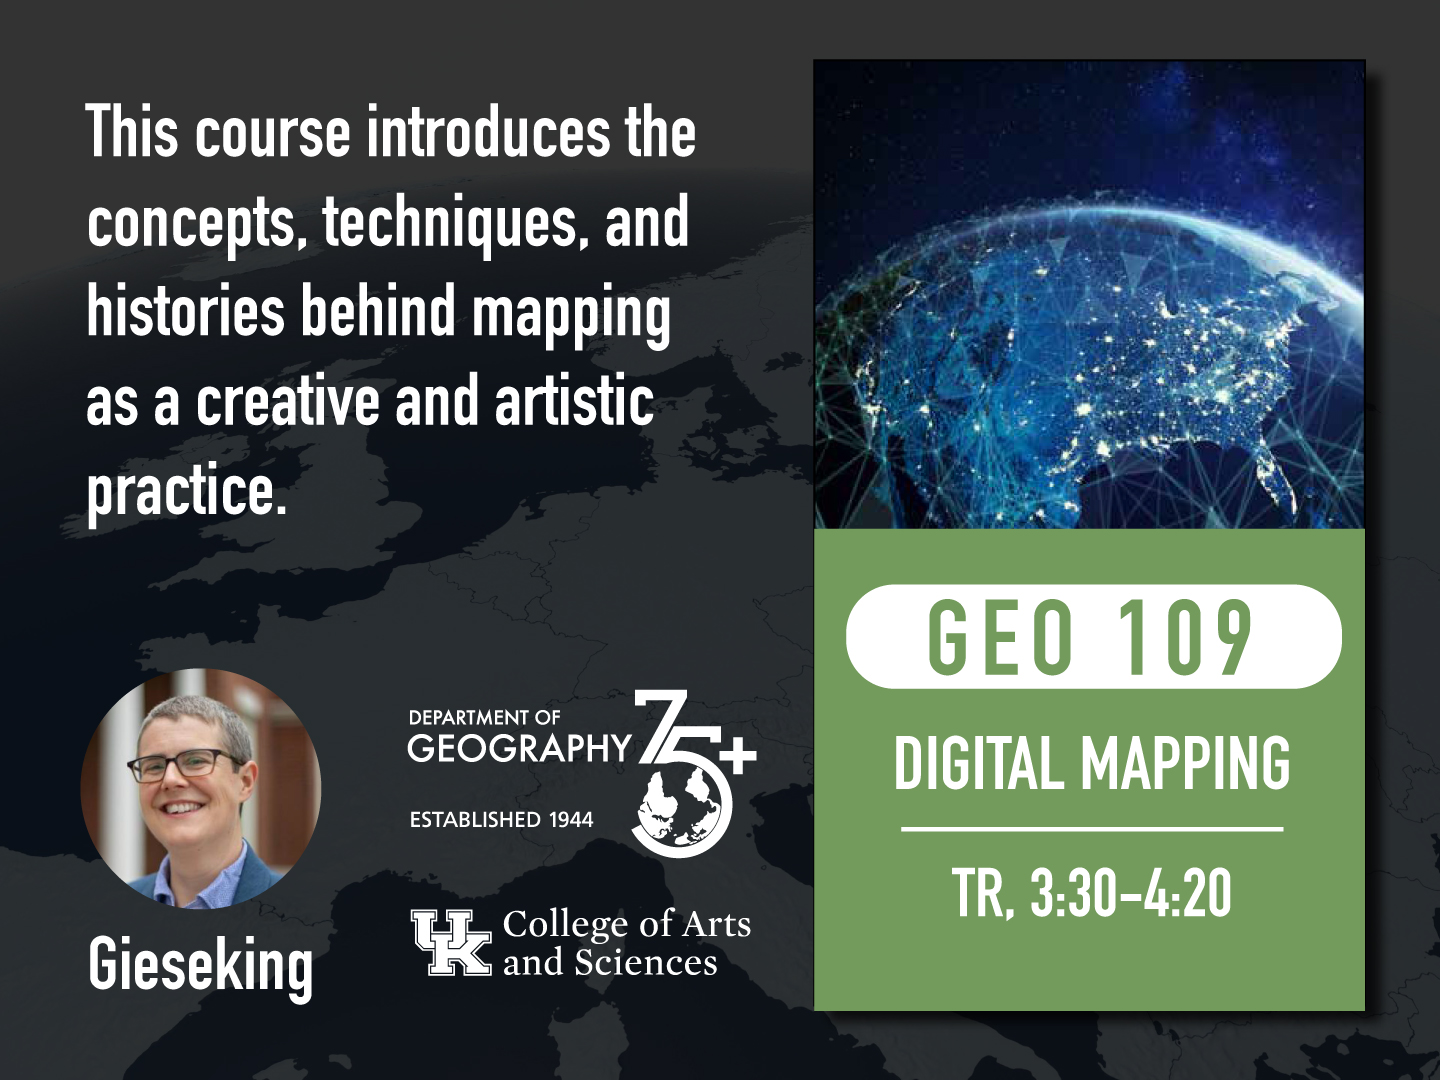 This course introduces the
concepts, techniques, and
histories behind mapping
as a creative and artistic
practice.
Gieseking
DEPARTMENT OF
GEOGRAPHY 75+
ESTABLISHED 1944
UK College of Arts
and Sciences
GEO 109
DIGITAL MAPPING
TR, 3:30-4:20